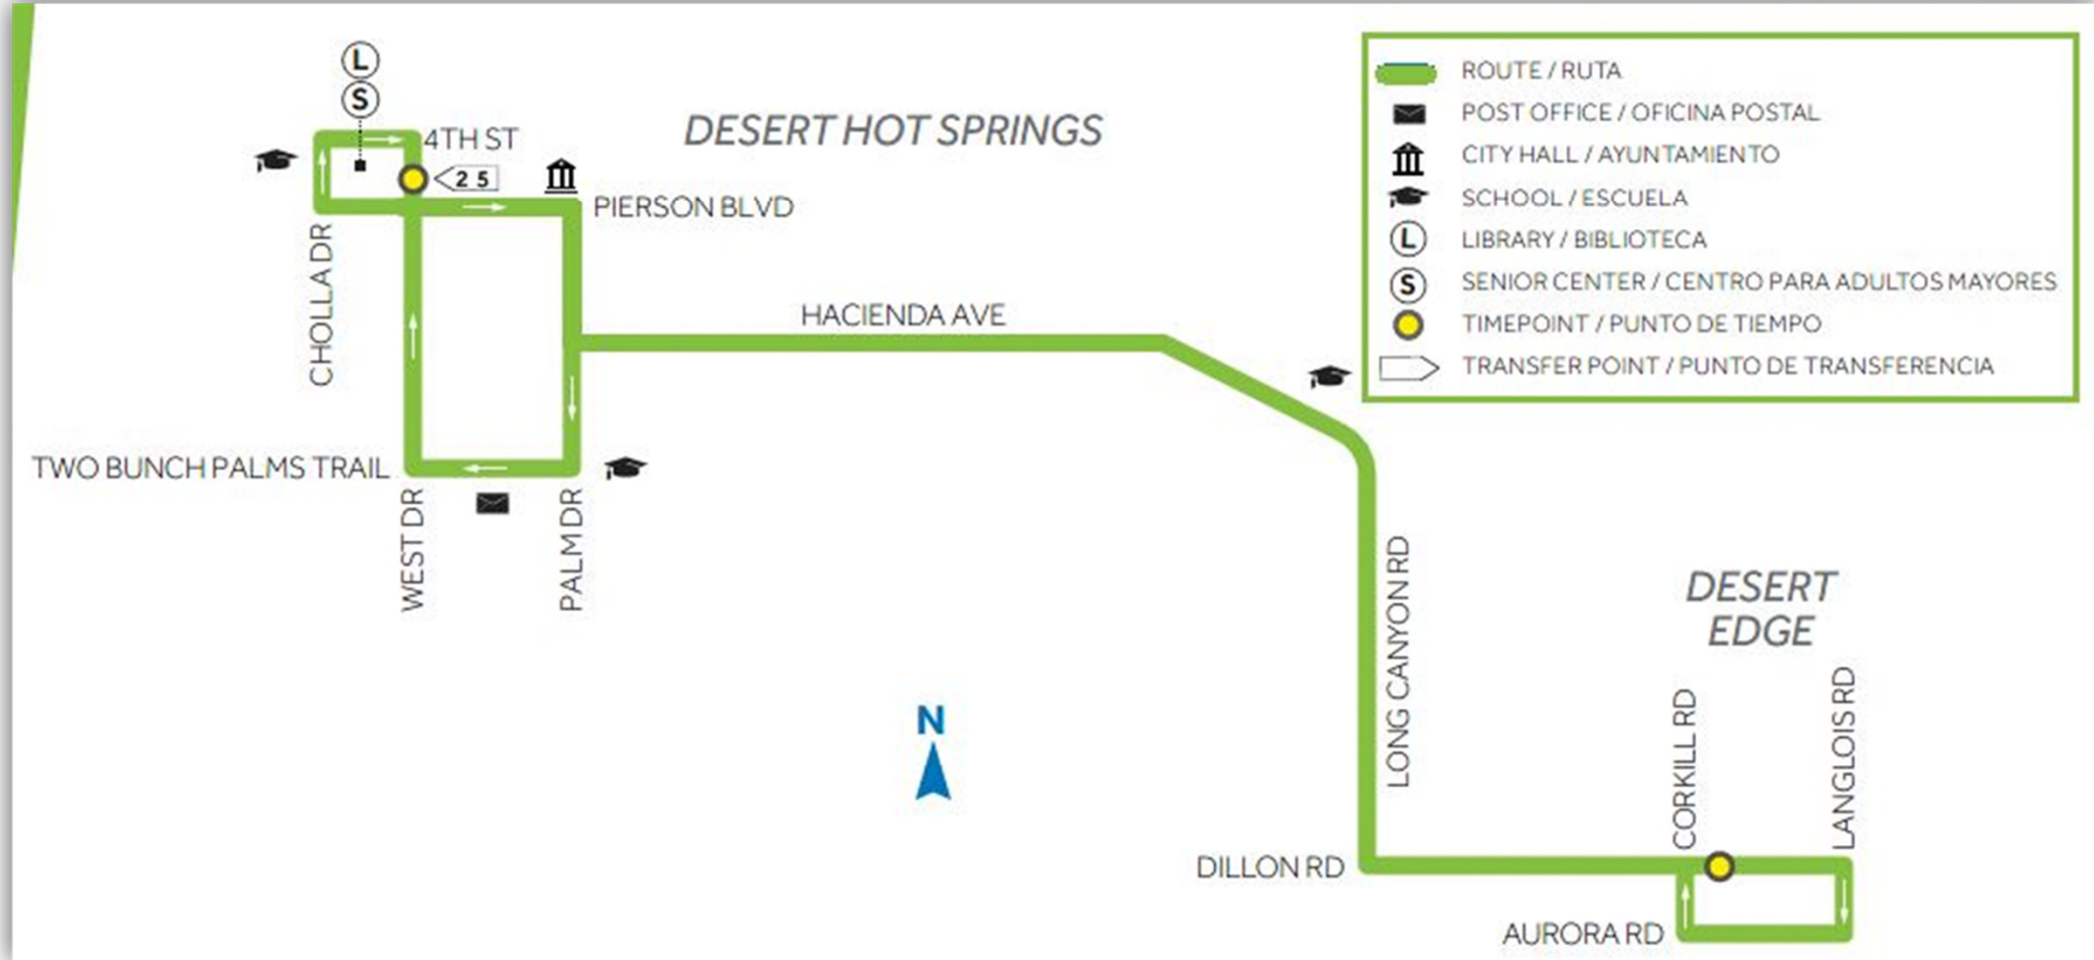 L
S
4TH ST
2 5
PIERSON BLVD
DESERT HOT SPRINGS
CHOLLA DR
HACIENDA AVE
TWO BUNCH PALMS TRAIL
WEST DR
PALM DR
N
LONG CANYON RD
DILLON RD
DESERT
EDGE
CORKILL RD
LANGLOIS RD
AURORA RD
ROUTE / RUTA
POST OFFICE / OFICINA POSTAL
CITY HALL / AYUNTAMIENTO
SCHOOL / ESCUELA
L LIBRARY / BIBLIOTECA
S SENIOR CENTER / CENTRO PARA ADULTOS MAYORES
TIMEPOINT / PUNTO DE TIEMPO
TRANSFER POINT / PUNTO DE TRANSFERENCIA